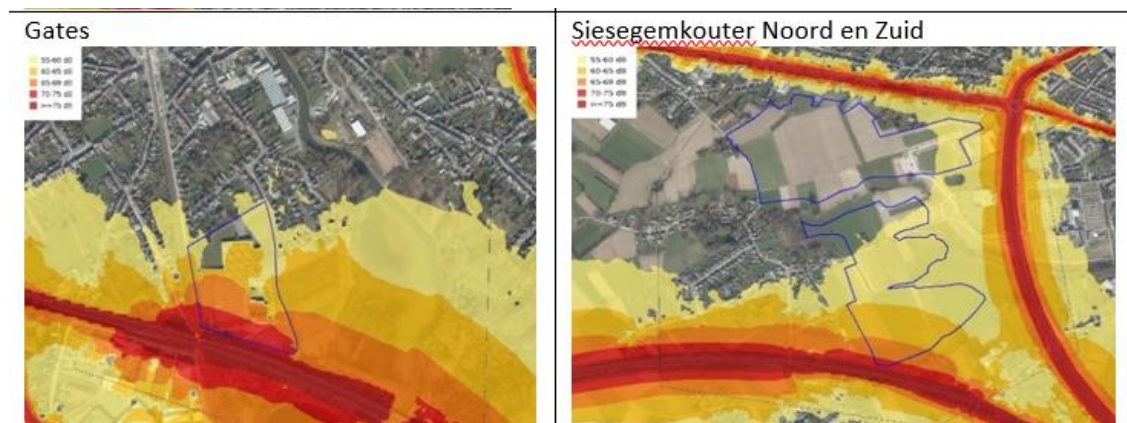 Gates
55-60 dB
60-65 dB
65-69 dB
70-75 dB
>=75 dB
Siesegemkouter Noord en Zuid
55-60 dB
60-65 dB
65-69 dB
70-75 dB
>=75 dB